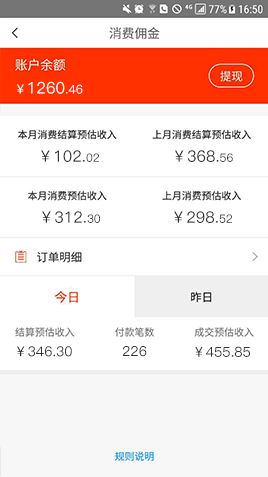 4G 77% 16:50
消费佣金
账户余额
￥1260.46
提现
本月消费结算预估收入 上月消费结算预估收入
￥102.02 ￥368.56
本月消费预估收入 上月消费预估收入
￥312.30 ￥298.52
订单明细
今日 昨日
结算预估收入 付款笔数 成交预估收入
￥346.30 226 ￥455.85
规则说明